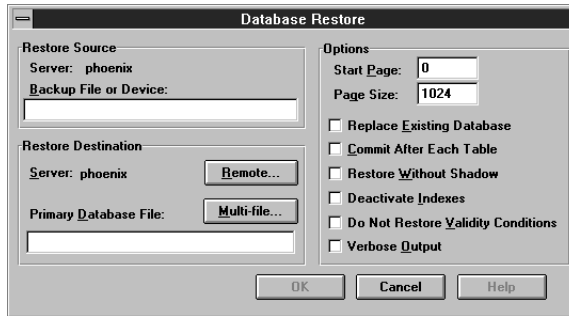 Database Restore
Restore Source
Server: phoenix
Backup File or Device:
Restore Destination
Server: phoenix
Remote...
Primary Database File:
Multi-file...
Options
Start Page: 0
Page Size: 1024
Replace Existing Database
Commit After Each Table
Restore Without Shadow
Deactivate Indexes
Do Not Restore Validity Conditions
Verbose Output
OK
Cancel
Help